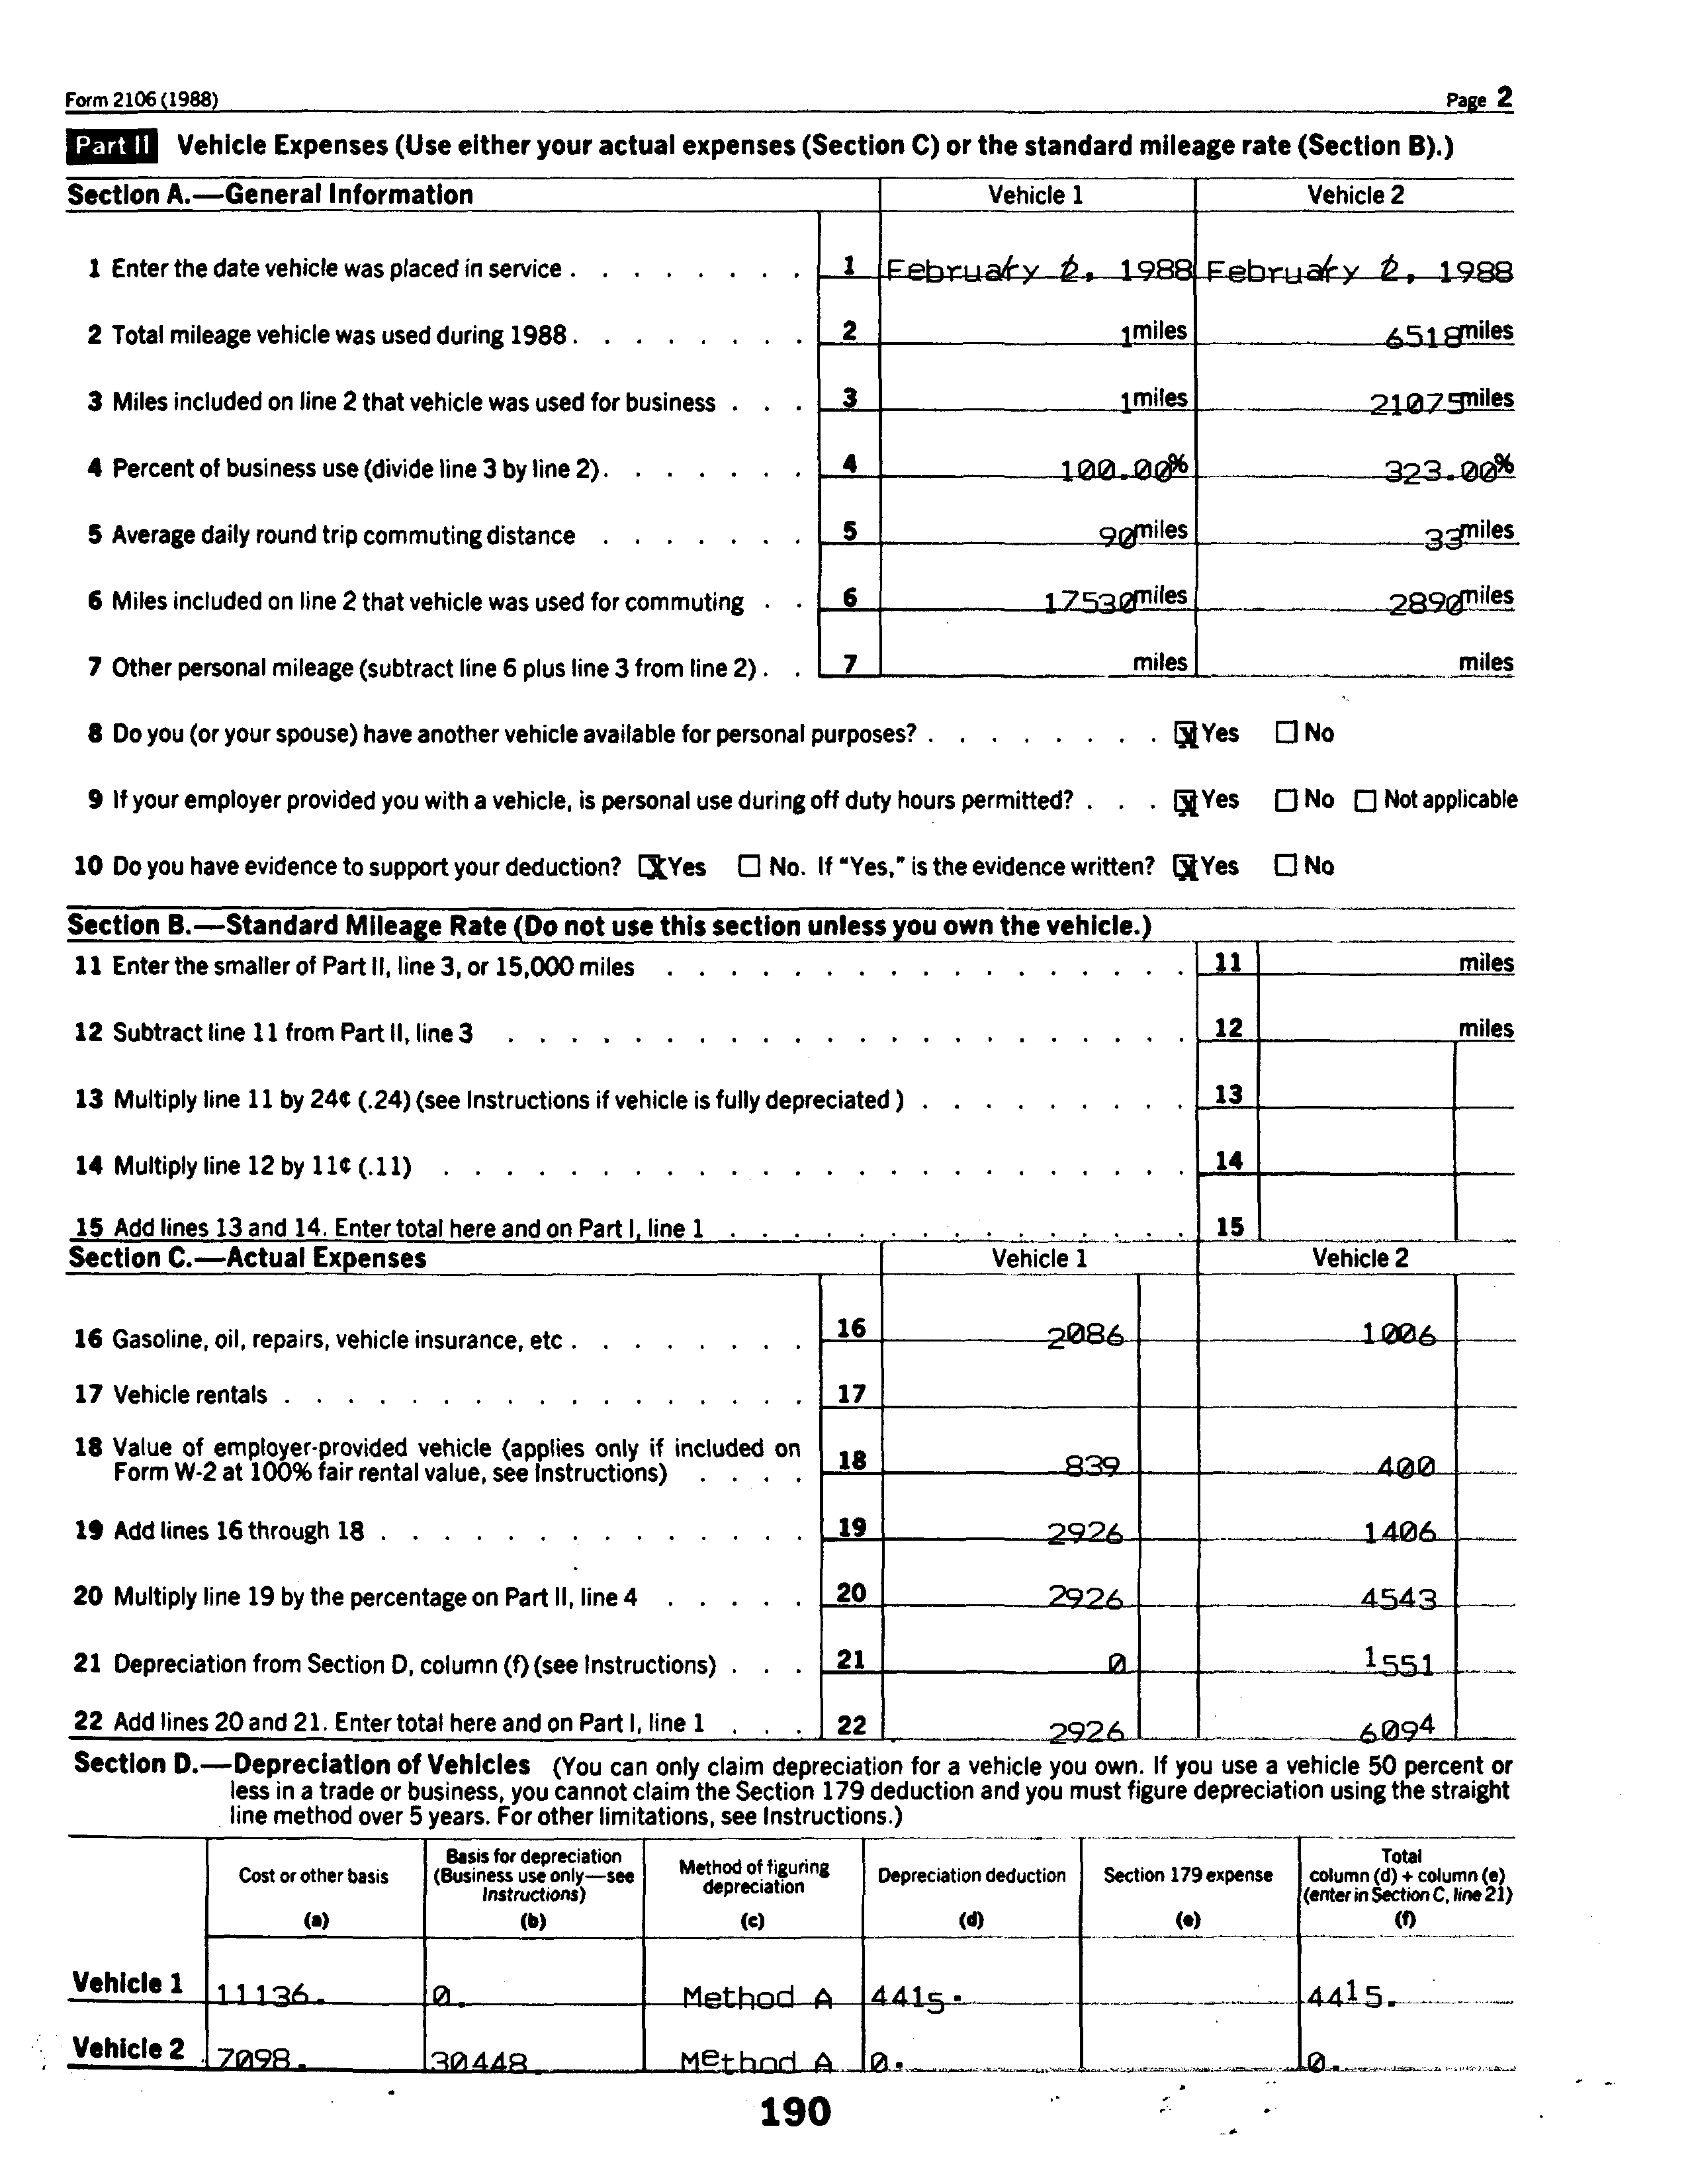 Form 2106 (1988) Page 2
Part II Vehicle Expenses (Use either your actual expenses (Section C) or the standard mileage rate (Section B).)
Section A.—General Information Vehicle 1 Vehicle 2
1 Enter the date vehicle was placed in service . . . . . . . . 1 February 2, 1988 February 2, 1988
2 Total mileage vehicle was used during 1988 . . . . . . . . 2 1 miles 6518 miles
3 Miles included on line 2 that vehicle was used for business . . . 3 1 miles 21075 miles
4 Percent of business use (divide line 3 by line 2) . . . . . . . 4 100.00% 323.00%
5 Average daily round trip commuting distance . . . . . . . 5 90 miles 33 miles
6 Miles included on line 2 that vehicle was used for commuting . . 6 17530 miles 2890 miles
7 Other personal mileage (subtract line 6 plus line 3 from line 2) . . 7 miles miles
8 Do you (or your spouse) have another vehicle available for personal purposes? . . . . . . . . ☒ Yes ☐ No
9 If your employer provided you with a vehicle, is personal use during off duty hours permitted? . . . ☒ Yes ☐ No ☐ Not applicable
10 Do you have evidence to support your deduction? ☒ Yes ☐ No. If "Yes," is the evidence written? ☒ Yes ☐ No
Section B.—Standard Mileage Rate (Do not use this section unless you own the vehicle.)
11 Enter the smaller of Part II, line 3, or 15,000 miles . . . . . . . . . . . . . . . . . 11 miles
12 Subtract line 11 from Part II, line 3 . . . . . . . . . . . . . . . . . . . . . . 12 miles
13 Multiply line 11 by 24¢ (.24) (see Instructions if vehicle is fully depreciated ) . . . . . . . . . 13
14 Multiply line 12 by 11¢ (.11) . . . . . . . . . . . . . . . . . . . . . . . . 14
15 Add lines 13 and 14. Enter total here and on Part I, line 1 . . . . . . . . . . . . . . . 15
Section C.—Actual Expenses Vehicle 1 Vehicle 2
16 Gasoline, oil, repairs, vehicle insurance, etc . . . . . . . . 16 2086 1006
17 Vehicle rentals . . . . . . . . . . . . . . . . . 17
18 Value of employer-provided vehicle (applies only if included on
Form W-2 at 100% fair rental value, see Instructions) . . . . 18 839 400
19 Add lines 16 through 18 . . . . . . . . . . . . . . 19 2926 1406
20 Multiply line 19 by the percentage on Part II, line 4 . . . . . 20 2926 4543
21 Depreciation from Section D, column (f) (see Instructions) . . . 21 0 1551
22 Add lines 20 and 21. Enter total here and on Part I, line 1 . . . 22 2926 6094
Section D.—Depreciation of Vehicles (You can only claim depreciation for a vehicle you own. If you use a vehicle 50 percent or
less in a trade or business, you cannot claim the Section 179 deduction and you must figure depreciation using the straight
line method over 5 years. For other limitations, see Instructions.)
Cost or other basis (a) Basis for depreciation (Business use only—see Instructions) (b) Method of figuring depreciation (c) Depreciation deduction (d) Section 179 expense (e) Total column (d) + column (e) (enter in Section C, line 21) (f)
Vehicle 1 11136. 0. Method A 4415. 4415.
Vehicle 2 7098. 30448 Method A 0. 0.
190